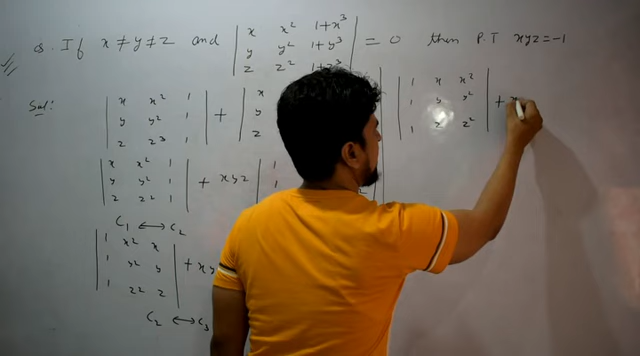 Q. If x ≠ y ≠ z and | x x² 1+x³ | = 0 then P.T xyz = -1
| y y² 1+y³ |
| z z² 1+z³ |
Sol:
| x x² 1 | + | x
| y y² 1 | | y
| z z³ 1 | | z
| x x² 1 | + xyz | 1
| y y² 1 | | 1
| z z² 1 | | 1
C₁ ⟷ C₂
| 1 x² x | + xy
| 1 y² y |
| 1 z² z |
C₂ ⟷ C₃
| 1 x x² | +
| 1 y y² |
| 1 z z² |